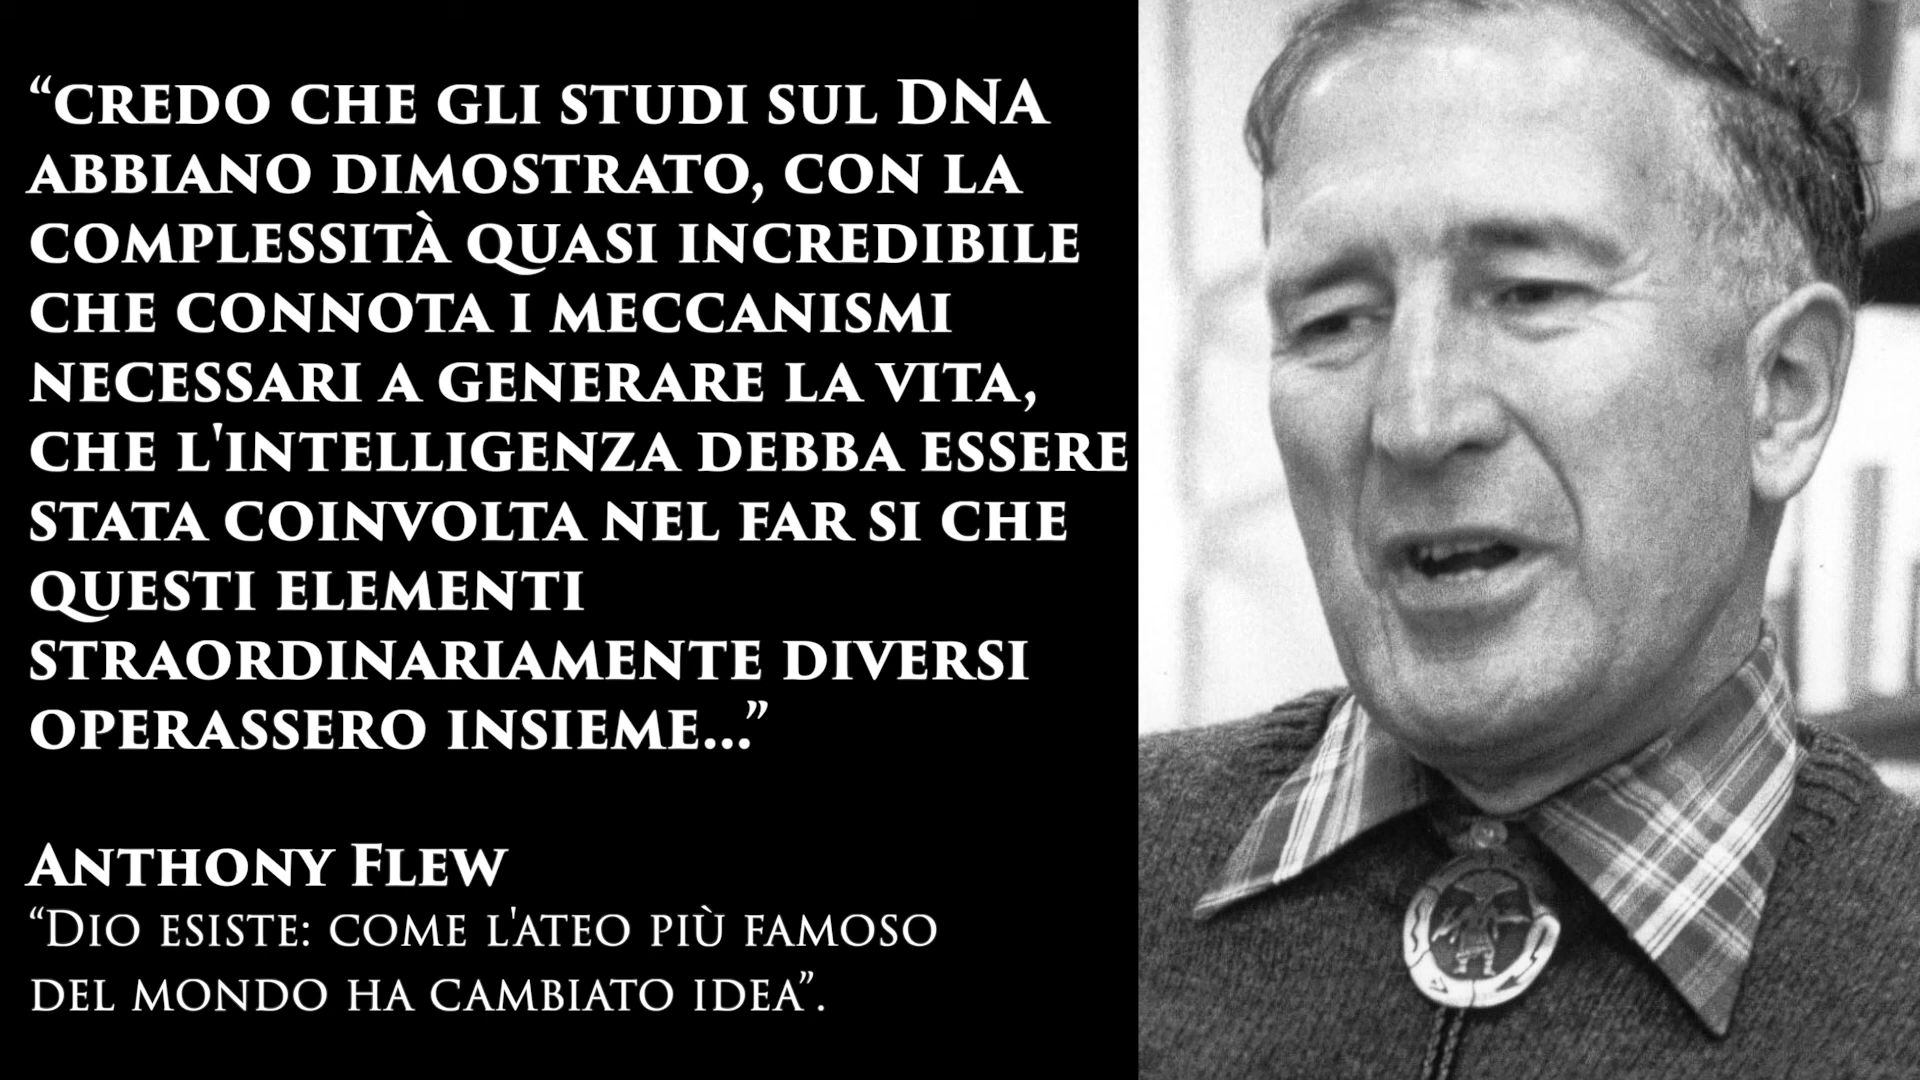 “CREDO CHE GLI STUDI SUL DNA
ABBIANO DIMOSTRATO, CON LA
COMPLESSITÀ QUASI INCREDIBILE
CHE CONNOTA I MECCANISMI
NECESSARI A GENERARE LA VITA,
CHE L'INTELLIGENZA DEBBA ESSERE
STATA COINVOLTA NEL FAR SI CHE
QUESTI ELEMENTI
STRAORDINARIAMENTE DIVERSI
OPERASSERO INSIEME...”
ANTHONY FLEW
“DIO ESISTE: COME L'ATEO PIÙ FAMOSO
DEL MONDO HA CAMBIATO IDEA”.